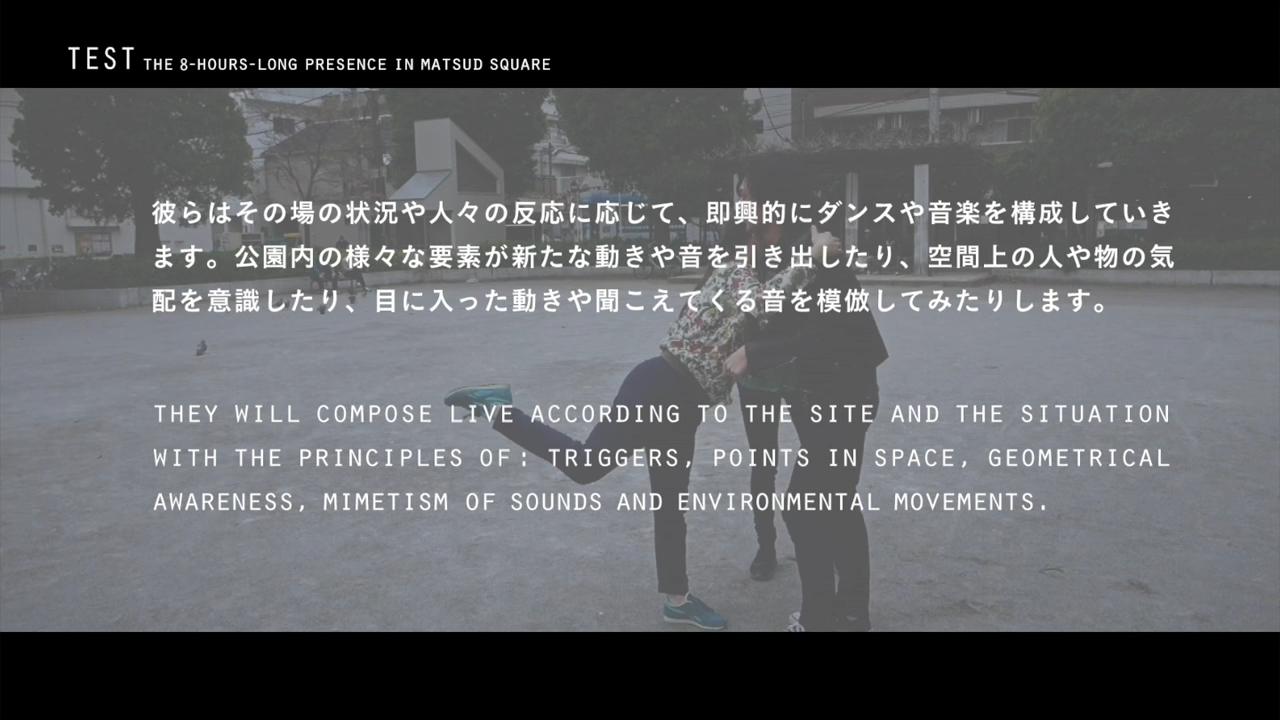 TEST THE 8-HOURS-LONG PRESENCE IN MATSUD SQUARE
彼らはその場の状況や人々の反応に応じて、即興的にダンスや音楽を構成していき
ます。公園内の様々な要素が新たな動きや音を引き出したり、空間上の人や物の気
配を意識したり、目に入った動きや聞こえてくる音を模倣してみたりします。
THEY WILL COMPOSE LIVE ACCORDING TO THE SITE AND THE SITUATION
WITH THE PRINCIPLES OF: TRIGGERS, POINTS IN SPACE, GEOMETRICAL
AWARENESS, MIMETISM OF SOUNDS AND ENVIRONMENTAL MOVEMENTS.